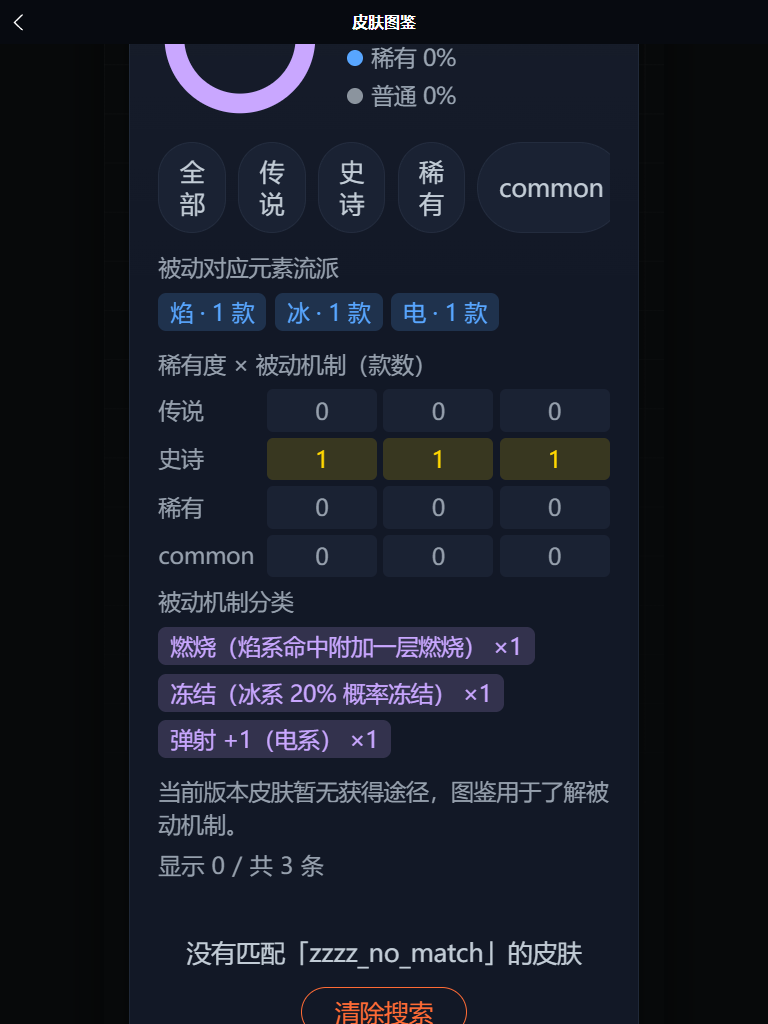 皮肤图鉴
稀有 0%
普通 0%
全部
传说
史诗
稀有
common
被动对应元素流派
焰 · 1 款
冰 · 1 款
电 · 1 款
稀有度 × 被动机制（款数）
传说 0 0 0
史诗 1 1 1
稀有 0 0 0
common 0 0 0
被动机制分类
燃烧（焰系命中附加一层燃烧） ×1
冻结（冰系 20% 概率冻结） ×1
弹射 +1（电系） ×1
当前版本皮肤暂无获得途径，图鉴用于了解被
动机制。
显示 0 / 共 3 条
没有匹配「zzzz_no_match」的皮肤
清除搜索